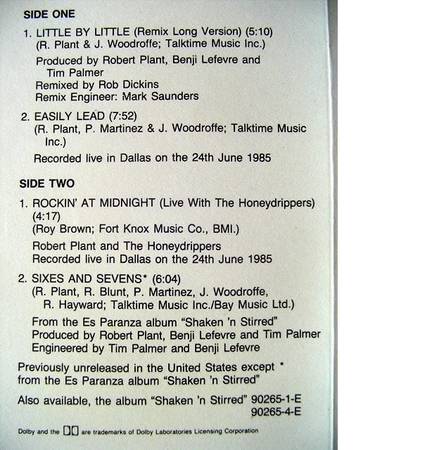 SIDE ONE
1. LITTLE BY LITTLE (Remix Long Version) (5:10)
(R. Plant & J. Woodroffe; Talktime Music Inc.)
Produced by Robert Plant, Benji Lefevre and
Tim Palmer
Remixed by Rob Dickins
Remix Engineer: Mark Saunders
2. EASILY LEAD (7:52)
(R. Plant, P. Martinez & J. Woodroffe; Talktime Music
Inc.)
Recorded live in Dallas on the 24th June 1985
SIDE TWO
1. ROCKIN' AT MIDNIGHT (Live With The Honeydrippers)
(4:17)
(Roy Brown; Fort Knox Music Co., BMI.)
Robert Plant and The Honeydrippers
Recorded live in Dallas on the 24th June 1985
2. SIXES AND SEVENS* (6:04)
(R. Plant, R. Blunt, P. Martinez, J. Woodroffe,
R. Hayward; Talktime Music Inc./Bay Music Ltd.)
From the Es Paranza album "Shaken 'n Stirred"
Produced by Robert Plant, Benji Lefevre and Tim Palmer
Engineered by Tim Palmer and Benji Lefevre
Previously unreleased in the United States except *
from the Es Paranza album "Shaken 'n Stirred"
Also available, the album "Shaken 'n Stirred" 90265-1-E
90265-4-E
Dolby and the are trademarks of Dolby Laboratories Licensing Corporation